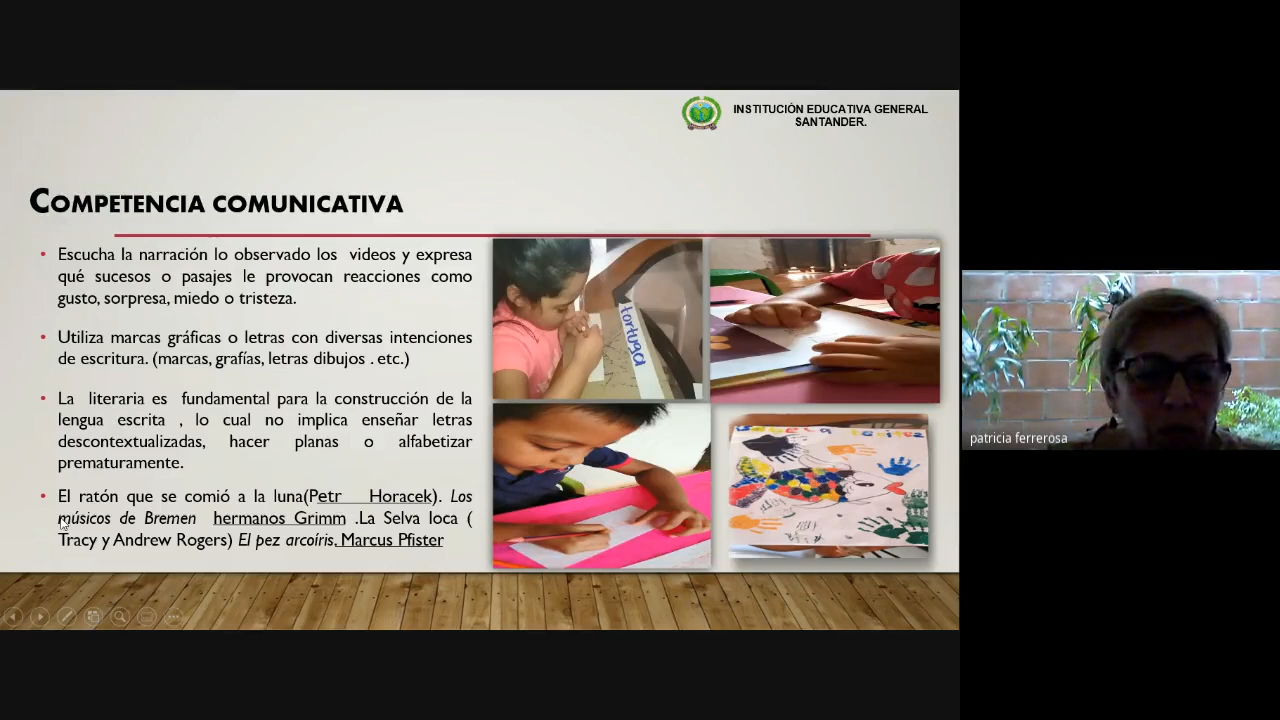 INSTITUCIÓN EDUCATIVA GENERAL
SANTANDER.
COMPETENCIA COMUNICATIVA
• Escucha la narración lo observado los videos y expresa
qué sucesos o pasajes le provocan reacciones como
gusto, sorpresa, miedo o tristeza.
• Utiliza marcas gráficas o letras con diversas intenciones
de escritura. (marcas, grafías, letras dibujos . etc.)
• La literaria es fundamental para la construcción de la
lengua escrita , lo cual no implica enseñar letras
descontextualizadas, hacer planas o alfabetizar
prematuramente.
• El ratón que se comió a la luna(Petr Horacek). Los
músicos de Bremen hermanos Grimm .La Selva loca (
Tracy y Andrew Rogers) El pez arcoíris. Marcus Pfister
tortuga
patricia ferrerosa